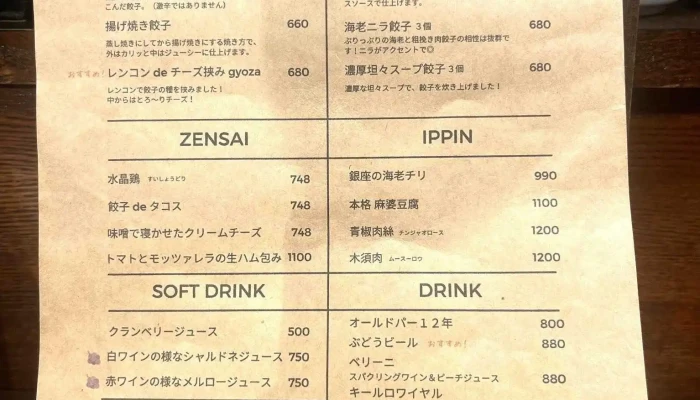 こんだ餃子。（激辛ではありません）
揚げ焼き餃子 660
蒸し焼きにしてから揚げ焼きにする焼き方で、
外はカリッと中はジューシーに仕上げます。
おすすめ! レンコン de チーズ挟み gyoza 680
レンコンで餃子の種を挟みました！
中からはとろ〜りチーズ！
スソースで仕上げます。
海老ニラ餃子 3個 680
ぷりっぷりの海老と粗挽き肉餃子の相性は抜群で
す！ニラがアクセントで◎
濃厚坦々スープ餃子 3個 680
濃厚な坦々スープで、餃子を炊き上げました！
ZENSAI
水晶鶏 すいしょうどり 748
餃子 de タコス 748
味噌で寝かせたクリームチーズ 748
トマトとモッツァレラの生ハム包み 1100
IPPIN
銀座の海老チリ 990
本格 麻婆豆腐 1100
青椒肉絲 チンジャオロース 1200
木須肉 ムースーロウ 1200
SOFT DRINK
クランベリージュース 500
白ワインの様なシャルドネジュース 750
赤ワインの様なメルロージュース 750
DRINK
オールドパー１２年 800
ぶどうビール おすすめ! 880
ベリーニ
スパクリングワイン＆ピーチジュース 880
キールロワイヤル